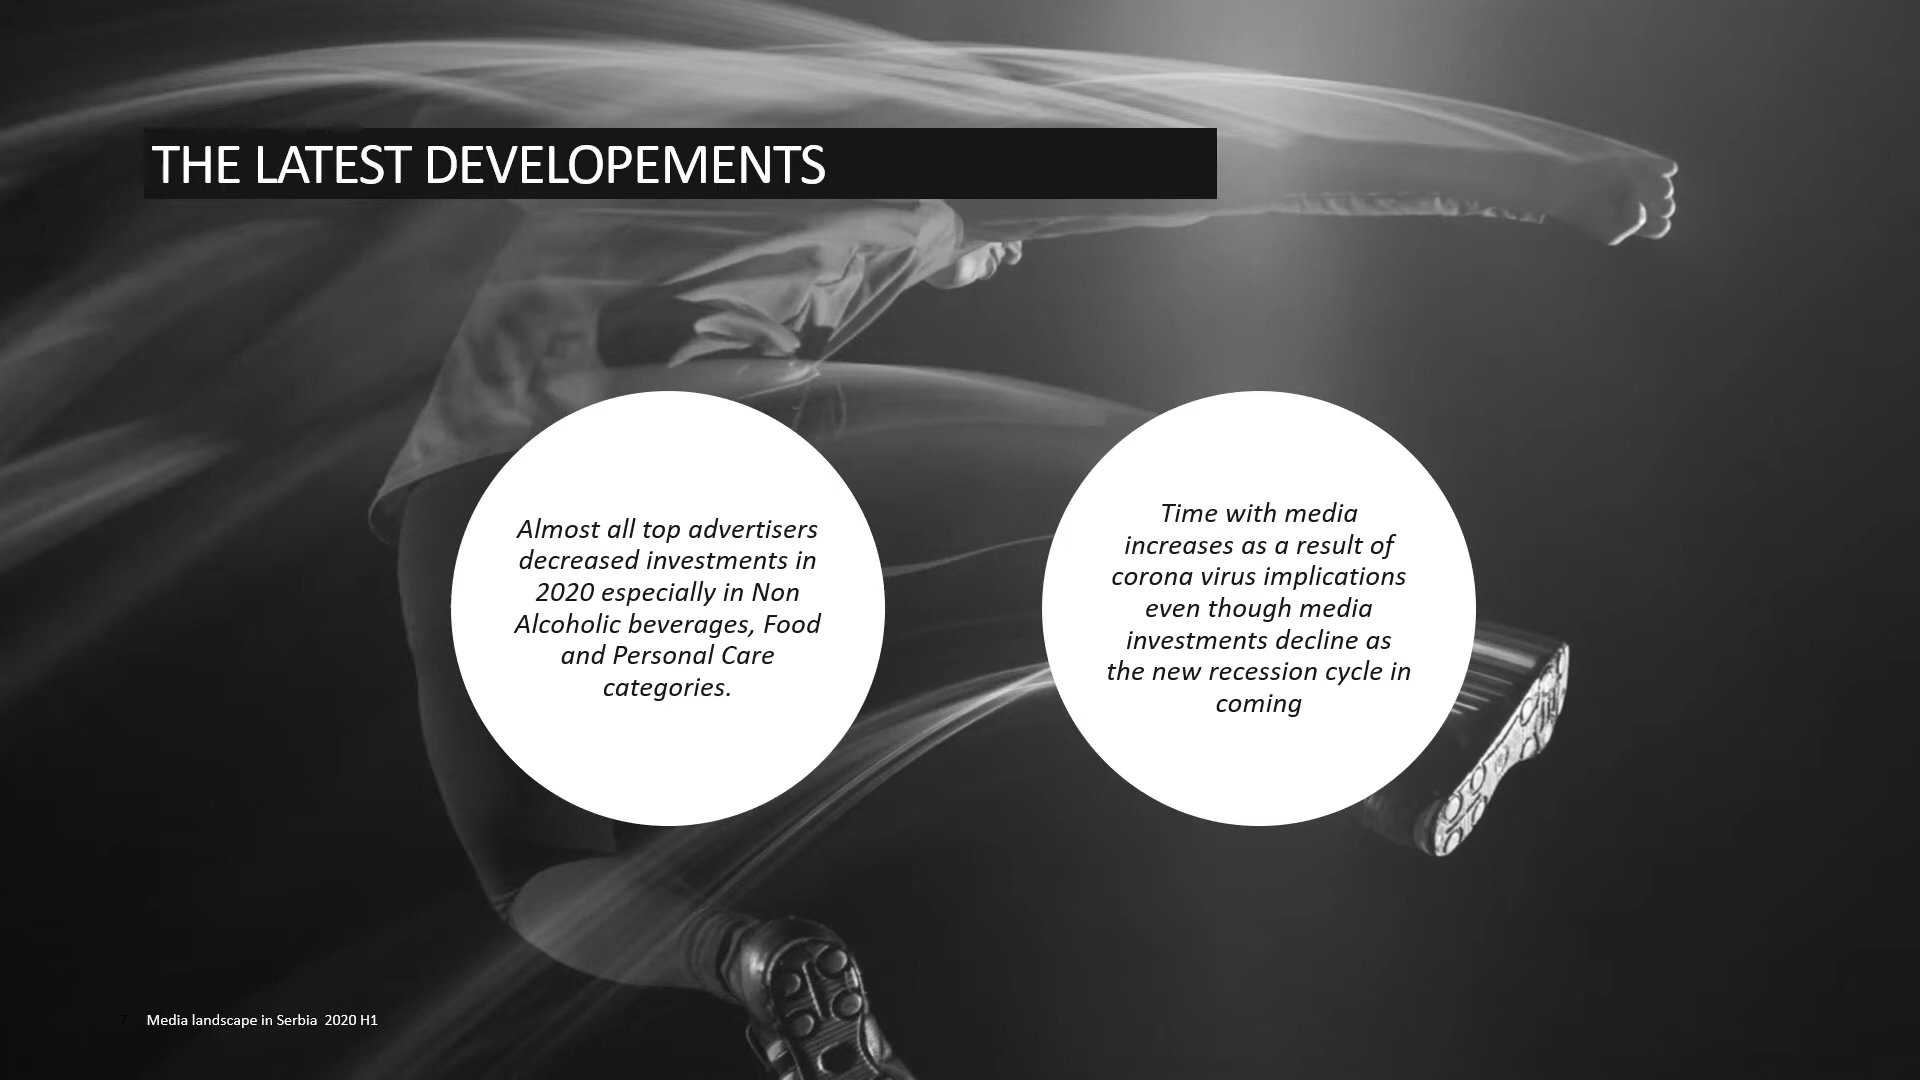 THE LATEST DEVELOPEMENTS
Almost all top advertisers
decreased investments in
2020 especially in Non
Alcoholic beverages, Food
and Personal Care
categories.
Time with media
increases as a result of
corona virus implications
even though media
investments decline as
the new recession cycle in
coming
7 Media landscape in Serbia 2020 H1